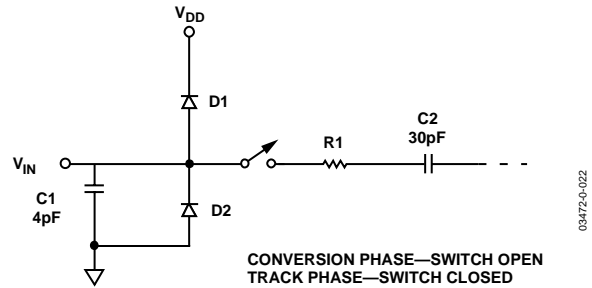 VDD
D1
C2
30pF
R1
VIN
C1
4pF
D2
CONVERSION PHASE—SWITCH OPEN
TRACK PHASE—SWITCH CLOSED
03472-0-022